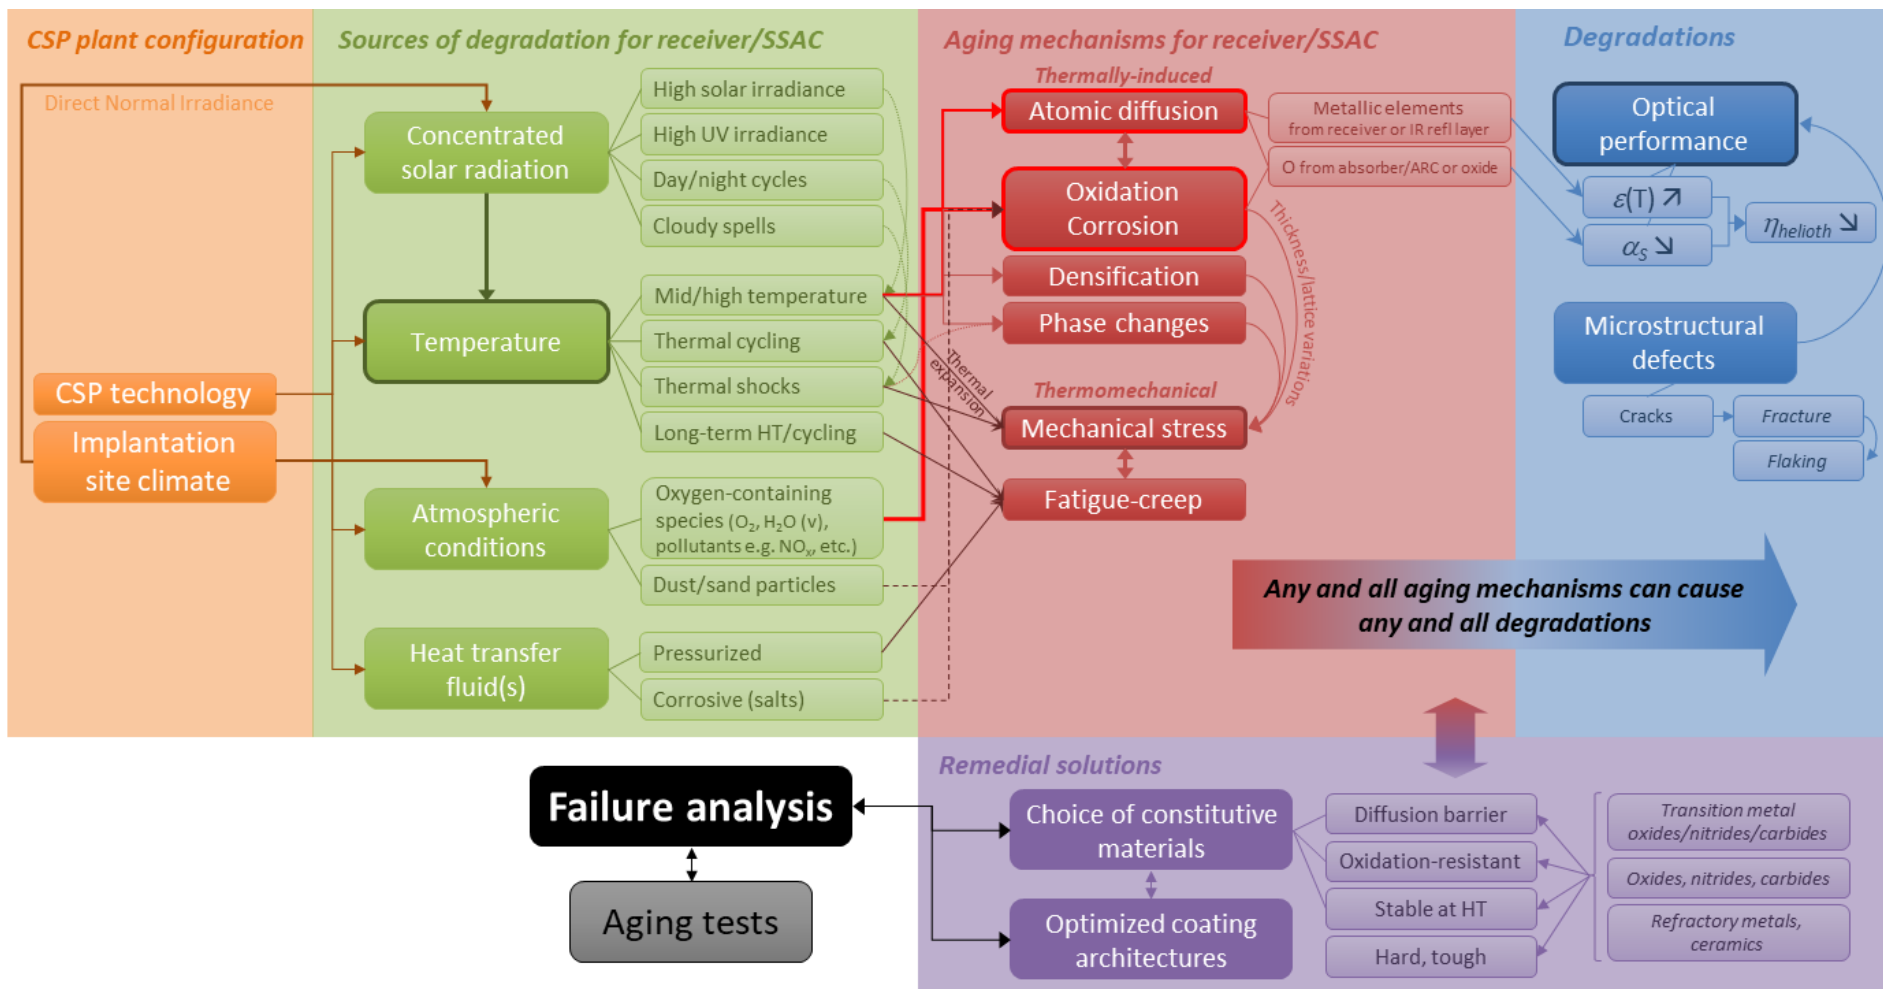 CSP plant configuration
Direct Normal Irradiance
CSP technology
Implantation
site climate
Sources of degradation for receiver/SSAC
Concentrated
solar radiation
High solar irradiance
High UV irradiance
Day/night cycles
Cloudy spells
Temperature
Mid/high temperature
Thermal cycling
Thermal shocks
Long-term HT/cycling
Atmospheric
conditions
Oxygen-containing
species (O₂, H₂O (v),
pollutants e.g. NOₓ, etc.)
Dust/sand particles
Heat transfer
fluid(s)
Pressurized
Corrosive (salts)
Aging mechanisms for receiver/SSAC
Thermally-induced
Atomic diffusion
Oxidation
Corrosion
Densification
Phase changes
Metallic elements
from receiver or IR refl layer
O from absorber/ARC or oxide
Thickness/lattice variations
Thermal
expansion
Thermomechanical
Mechanical stress
Fatigue-creep
Degradations
Optical
performance
ε(T) ↗
α_S ↘
η_helioth ↘
Microstructural
defects
Cracks
Fracture
Flaking
Any and all aging mechanisms can cause
any and all degradations
Remedial solutions
Choice of constitutive
materials
Optimized coating
architectures
Diffusion barrier
Oxidation-resistant
Stable at HT
Hard, tough
Transition metal
oxides/nitrides/carbides
Oxides, nitrides, carbides
Refractory metals,
ceramics
Failure analysis
Aging tests